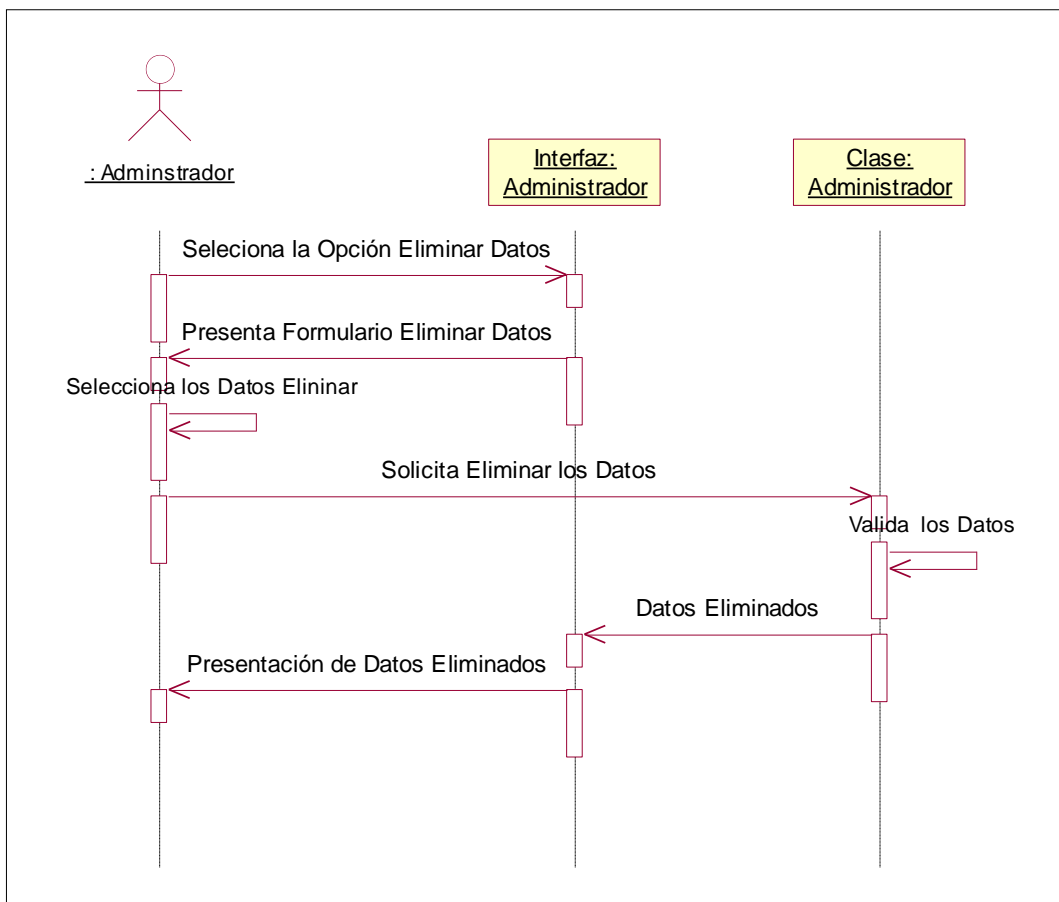 : Adminstrador
Interfaz:
Administrador
Clase:
Administrador
Seleciona la Opción Eliminar Datos
Presenta Formulario Eliminar Datos
Selecciona los Datos Elininar
Solicita Eliminar los Datos
Valida los Datos
Datos Eliminados
Presentación de Datos Eliminados